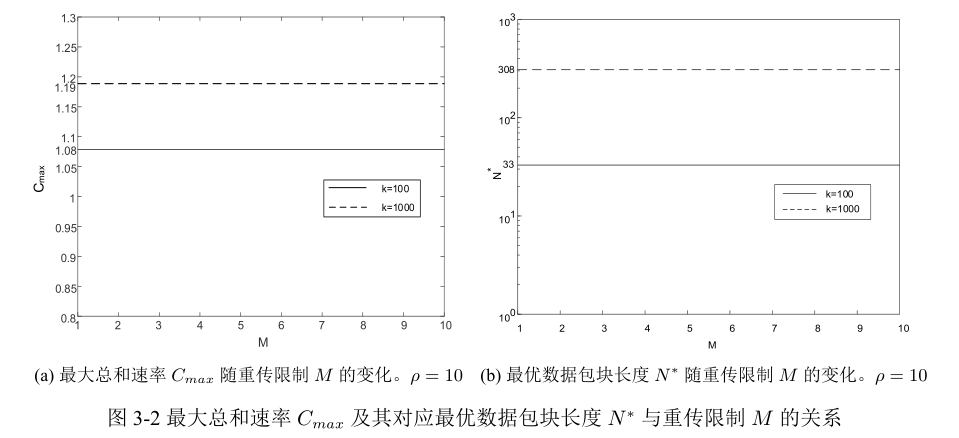 1.3
1.25
1.2
1.19
1.15
1.1
1.08
1.05
1
0.95
0.9
0.85
0.8
C_max
k=100
k=1000
1 2 3 4 5 6 7 8 9 10
M
10^3
308
10^2
33
10^1
10^0
N^*
k=100
k=1000
1 2 3 4 5 6 7 8 9 10
M
(a) 最大总和速率 C_{max} 随重传限制 M 的变化。ρ = 10
(b) 最优数据包块长度 N^* 随重传限制 M 的变化。ρ = 10
图 3-2 最大总和速率 C_{max} 及其对应最优数据包块长度 N^* 与重传限制 M 的关系